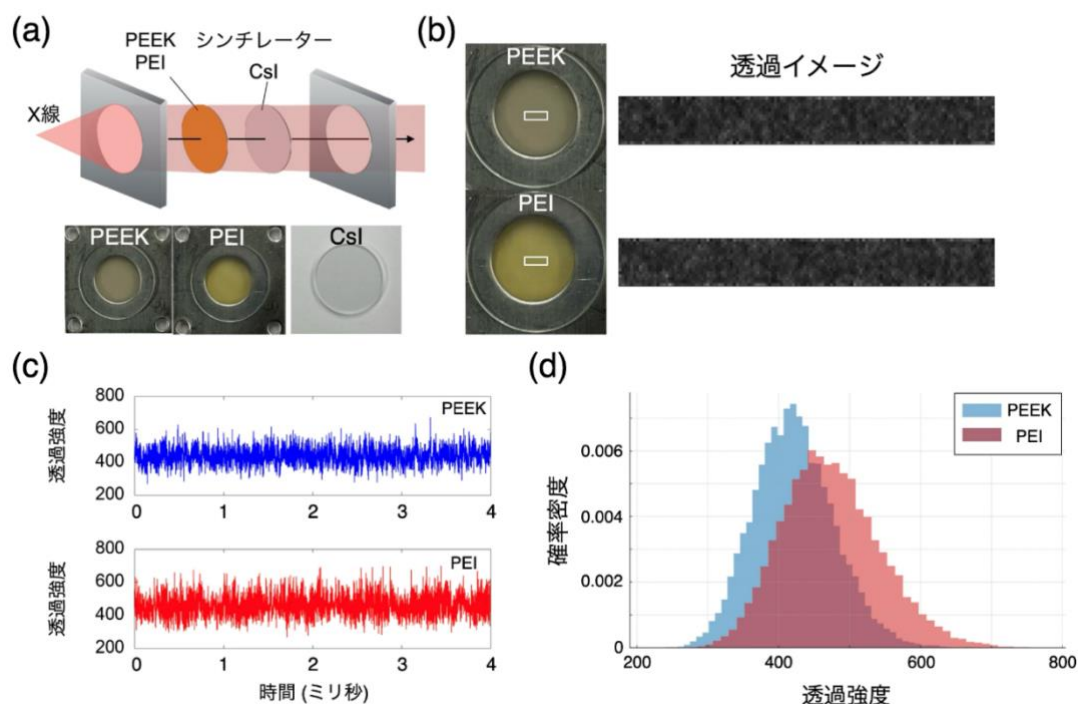 (a)
PEEK
PEI
シンチレーター
CsI
X線
PEEK
PEI
CsI
(b)
PEEK
透過イメージ
PEI
(c)
800
600
400
200
透過強度
PEEK
0 1 2 3 4
800
600
400
200
透過強度
PEI
0 1 2 3 4
時間 (ミリ秒)
(d)
PEEK
PEI
0.006
0.004
0.002
0
確率密度
200 400 600 800
透過強度